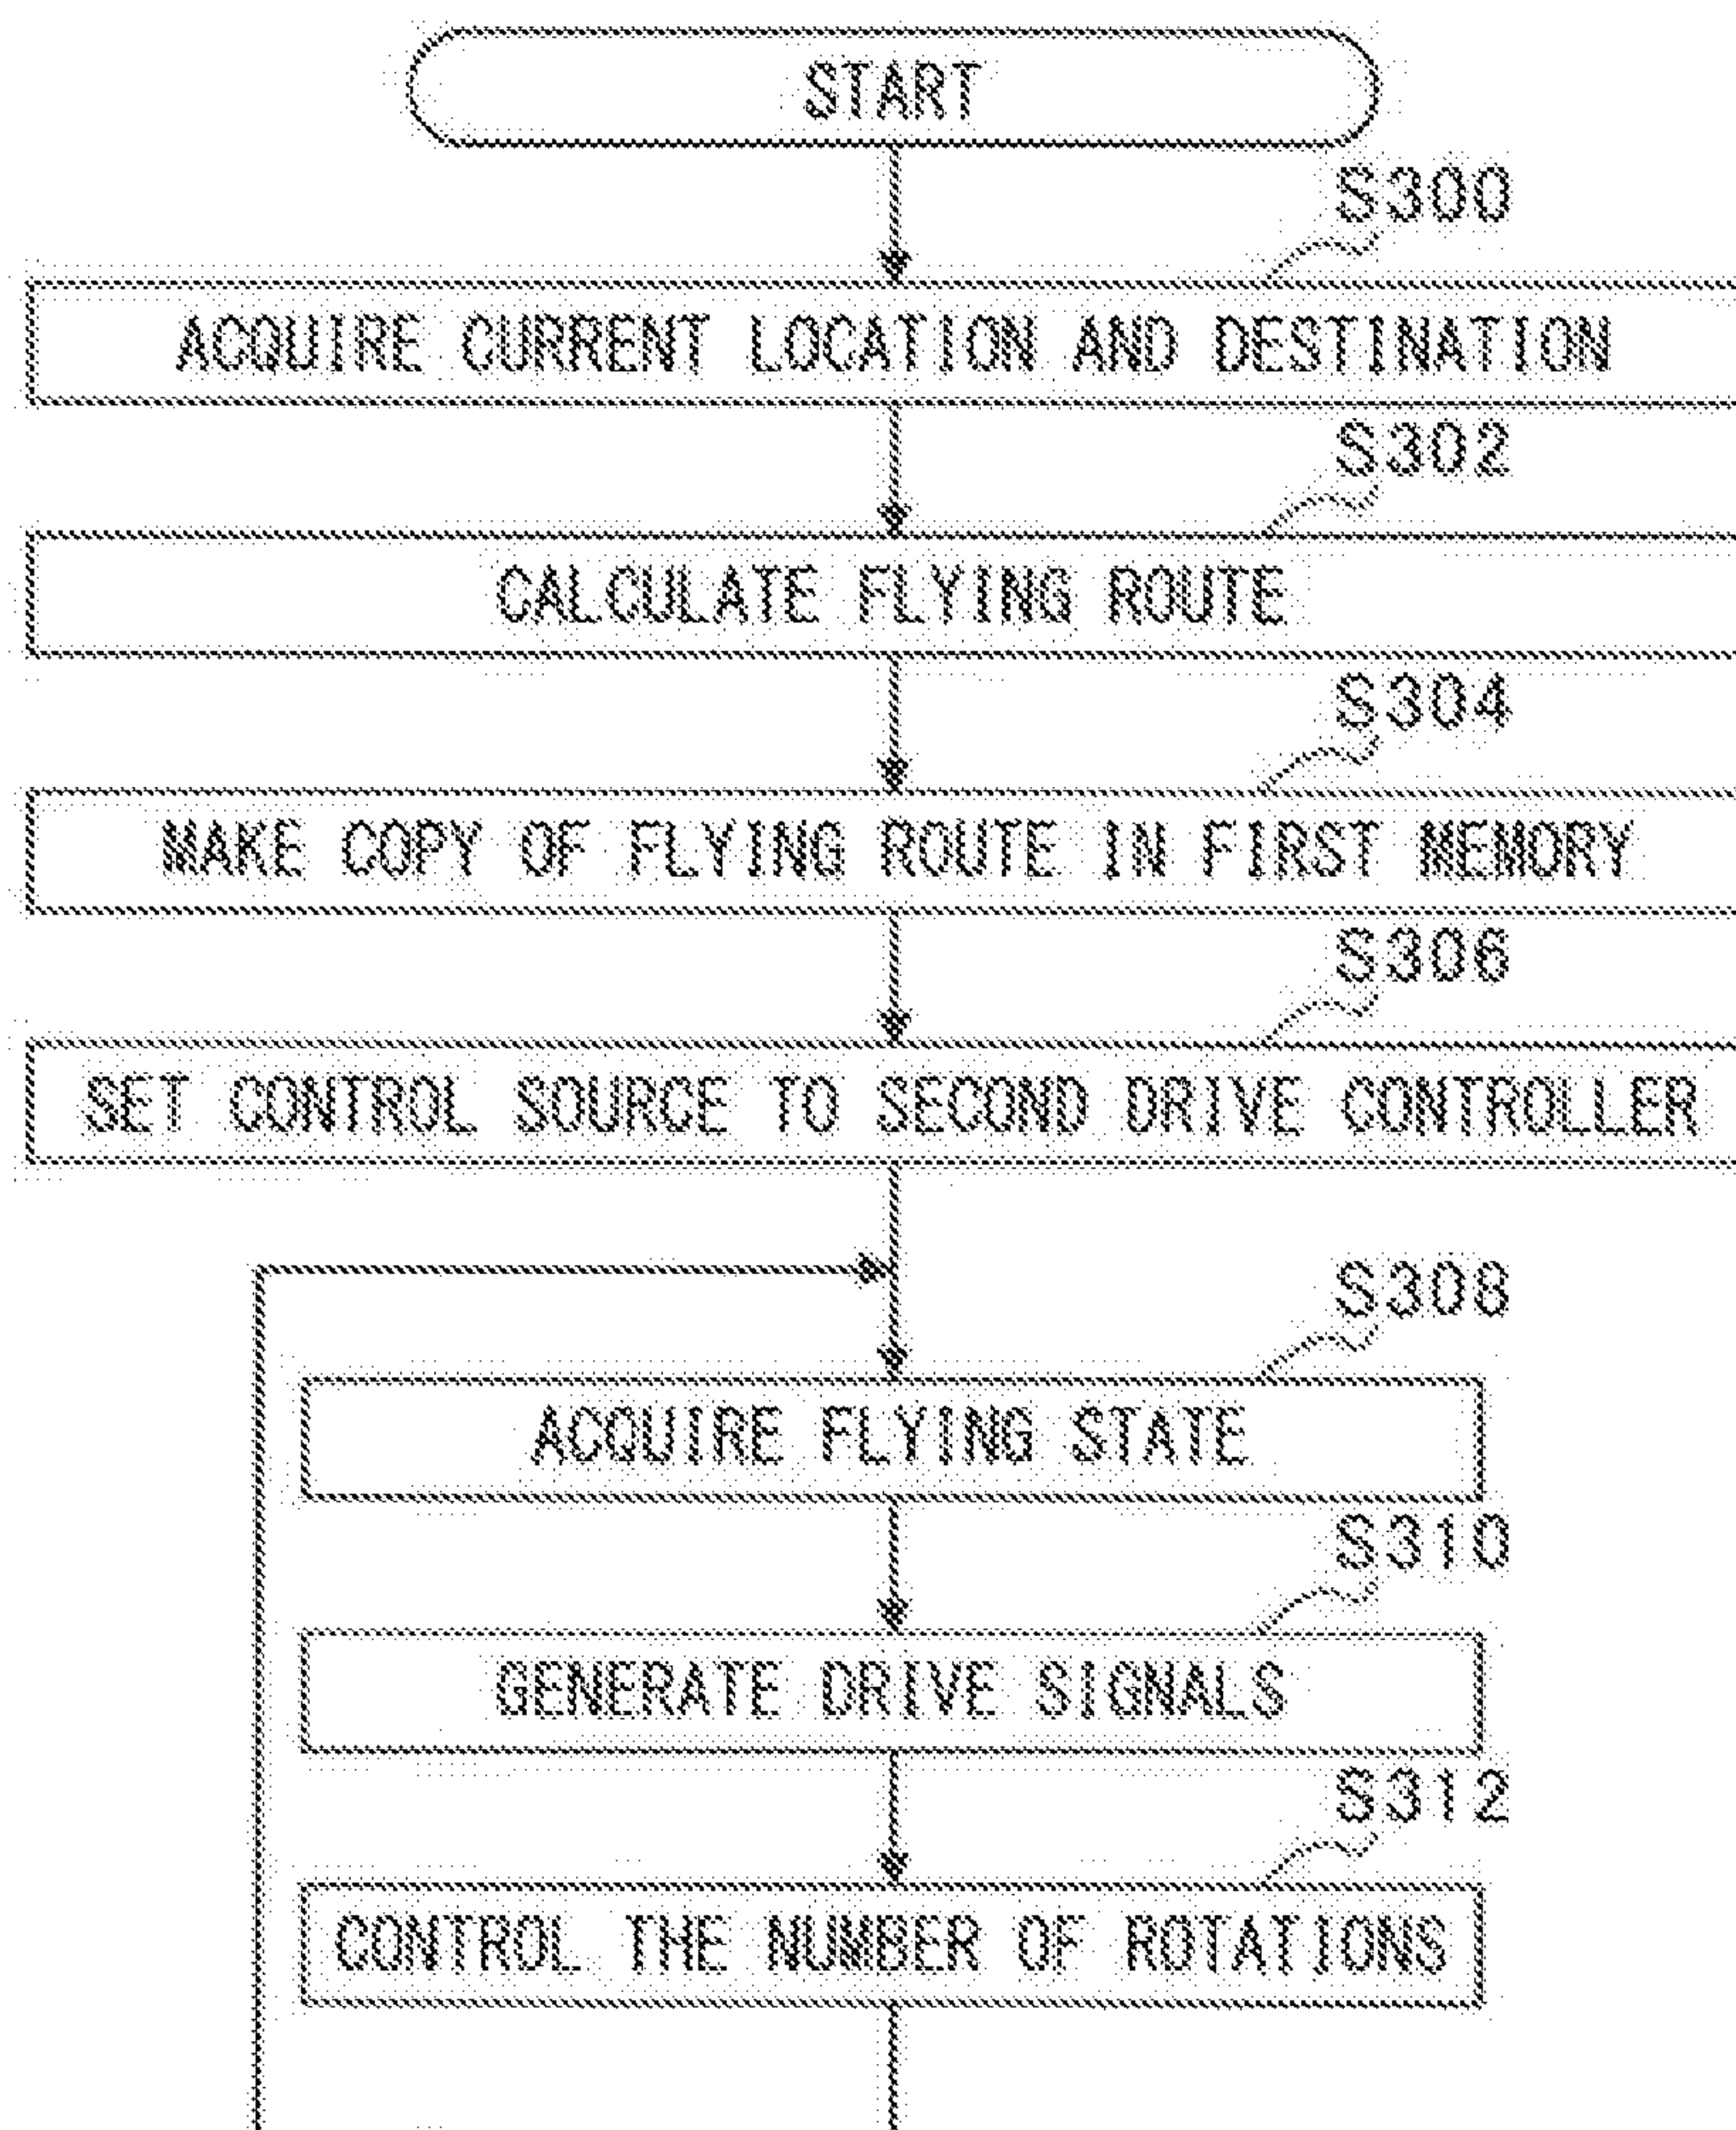 START
S300
ACQUIRE CURRENT LOCATION AND DESTINATION
S302
CALCULATE FLYING ROUTE
S304
MAKE COPY OF FLYING ROUTE IN FIRST MEMORY
S306
SET CONTROL SOURCE TO SECOND DRIVE CONTROLLER
S308
ACQUIRE FLYING STATE
S310
GENERATE DRIVE SIGNALS
S312
CONTROL THE NUMBER OF ROTATIONS